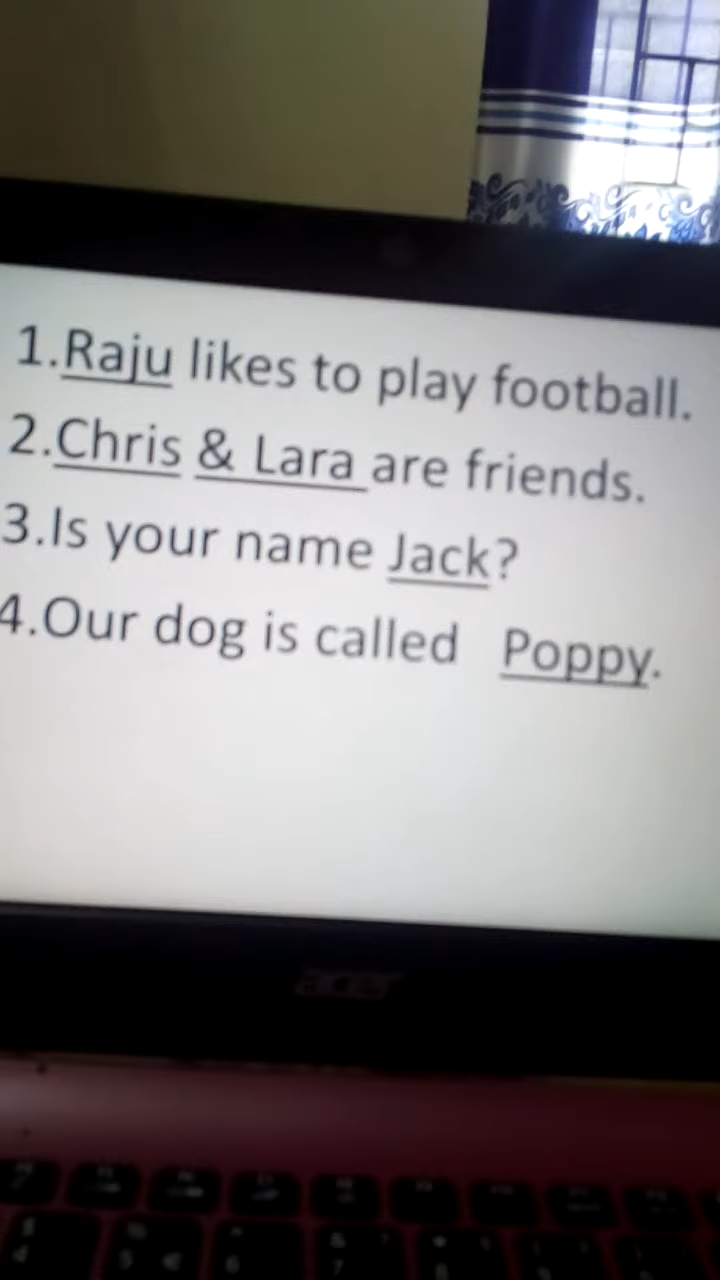 1.Raju likes to play football.
2.Chris & Lara are friends.
3.Is your name Jack?
4.Our dog is called Poppy.
acer